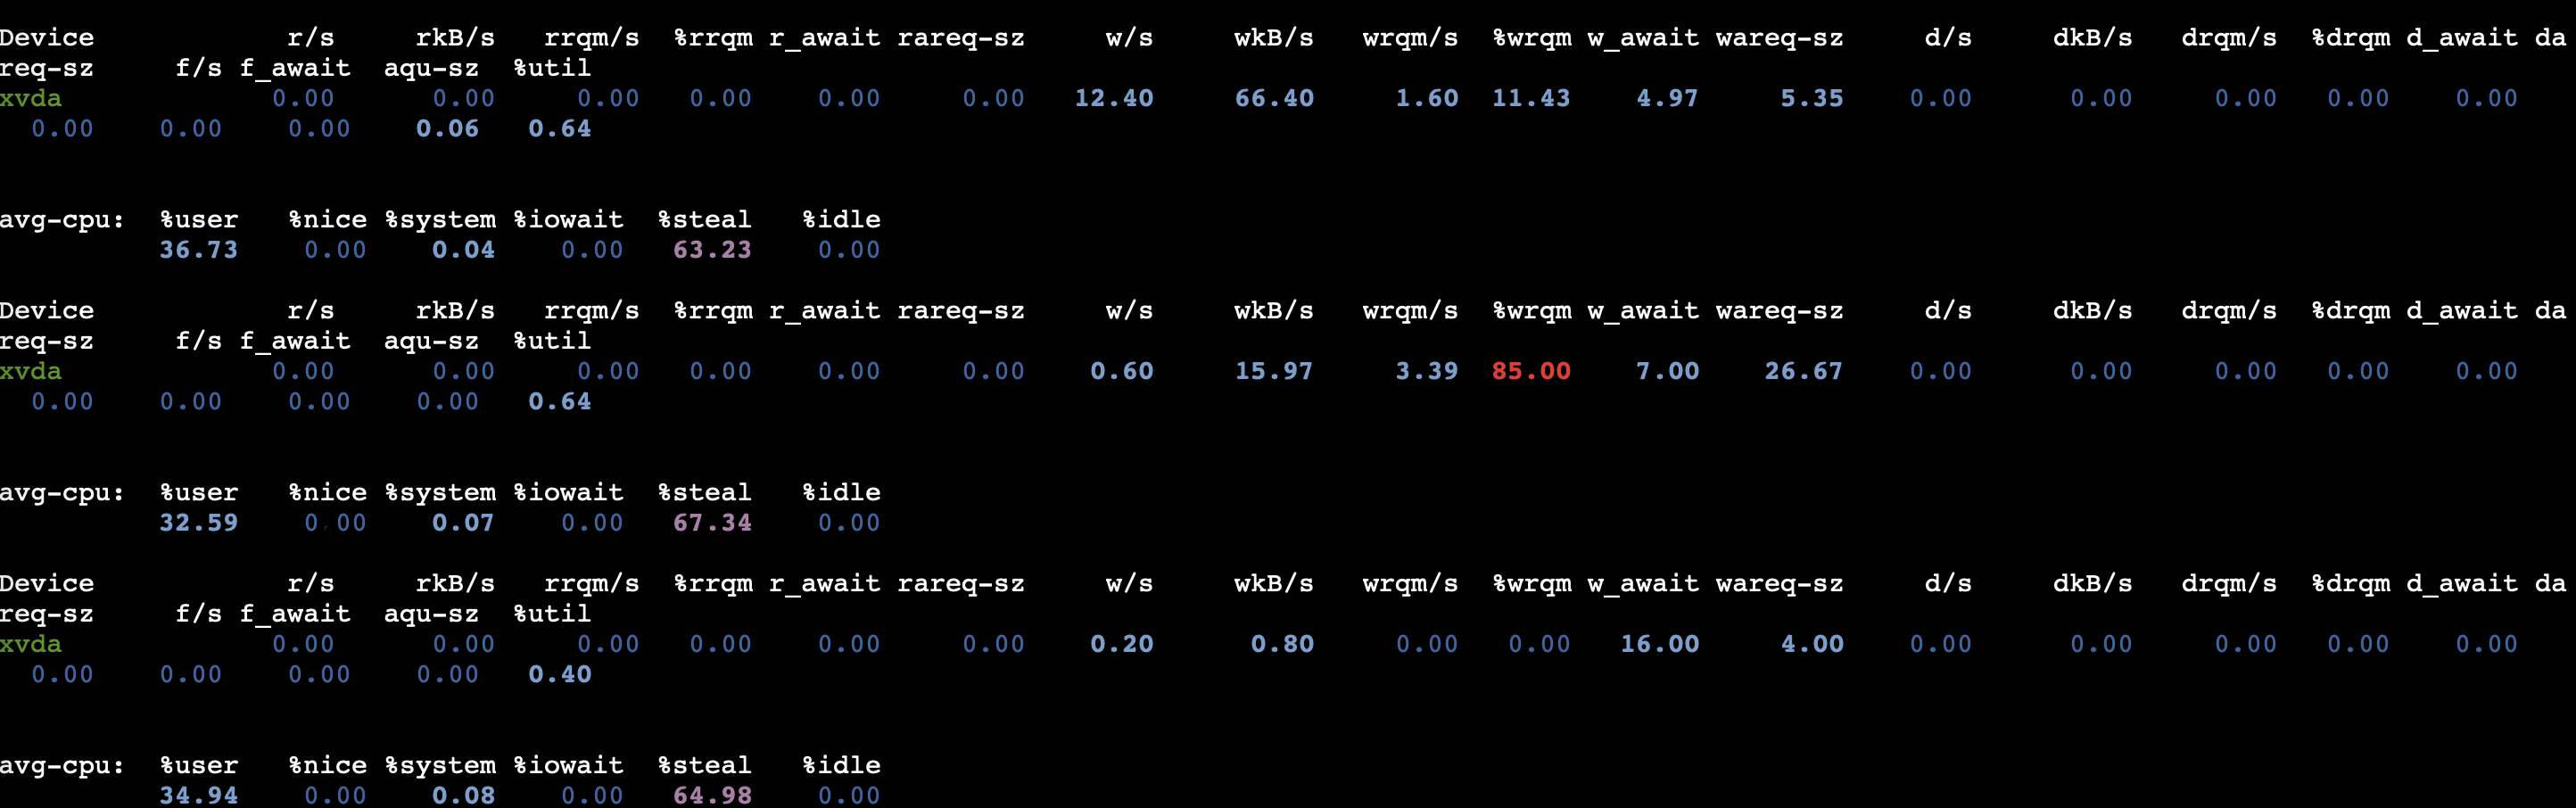 Device r/s rkB/s rrqm/s %rrqm r_await rareq-sz w/s wkB/s wrqm/s %wrqm w_await wareq-sz d/s dkB/s drqm/s %drqm d_await da
req-sz f/s f_await aqu-sz %util
xvda 0.00 0.00 0.00 0.00 0.00 0.00 12.40 66.40 1.60 11.43 4.97 5.35 0.00 0.00 0.00 0.00 0.00
0.00 0.00 0.00 0.06 0.64
avg-cpu: %user %nice %system %iowait %steal %idle
36.73 0.00 0.04 0.00 63.23 0.00
Device r/s rkB/s rrqm/s %rrqm r_await rareq-sz w/s wkB/s wrqm/s %wrqm w_await wareq-sz d/s dkB/s drqm/s %drqm d_await da
req-sz f/s f_await aqu-sz %util
xvda 0.00 0.00 0.00 0.00 0.00 0.00 0.60 15.97 3.39 85.00 7.00 26.67 0.00 0.00 0.00 0.00 0.00
0.00 0.00 0.00 0.00 0.64
avg-cpu: %user %nice %system %iowait %steal %idle
32.59 0.00 0.07 0.00 67.34 0.00
Device r/s rkB/s rrqm/s %rrqm r_await rareq-sz w/s wkB/s wrqm/s %wrqm w_await wareq-sz d/s dkB/s drqm/s %drqm d_await da
req-sz f/s f_await aqu-sz %util
xvda 0.00 0.00 0.00 0.00 0.00 0.00 0.20 0.80 0.00 0.00 16.00 4.00 0.00 0.00 0.00 0.00 0.00
0.00 0.00 0.00 0.00 0.40
avg-cpu: %user %nice %system %iowait %steal %idle
34.94 0.00 0.08 0.00 64.98 0.00